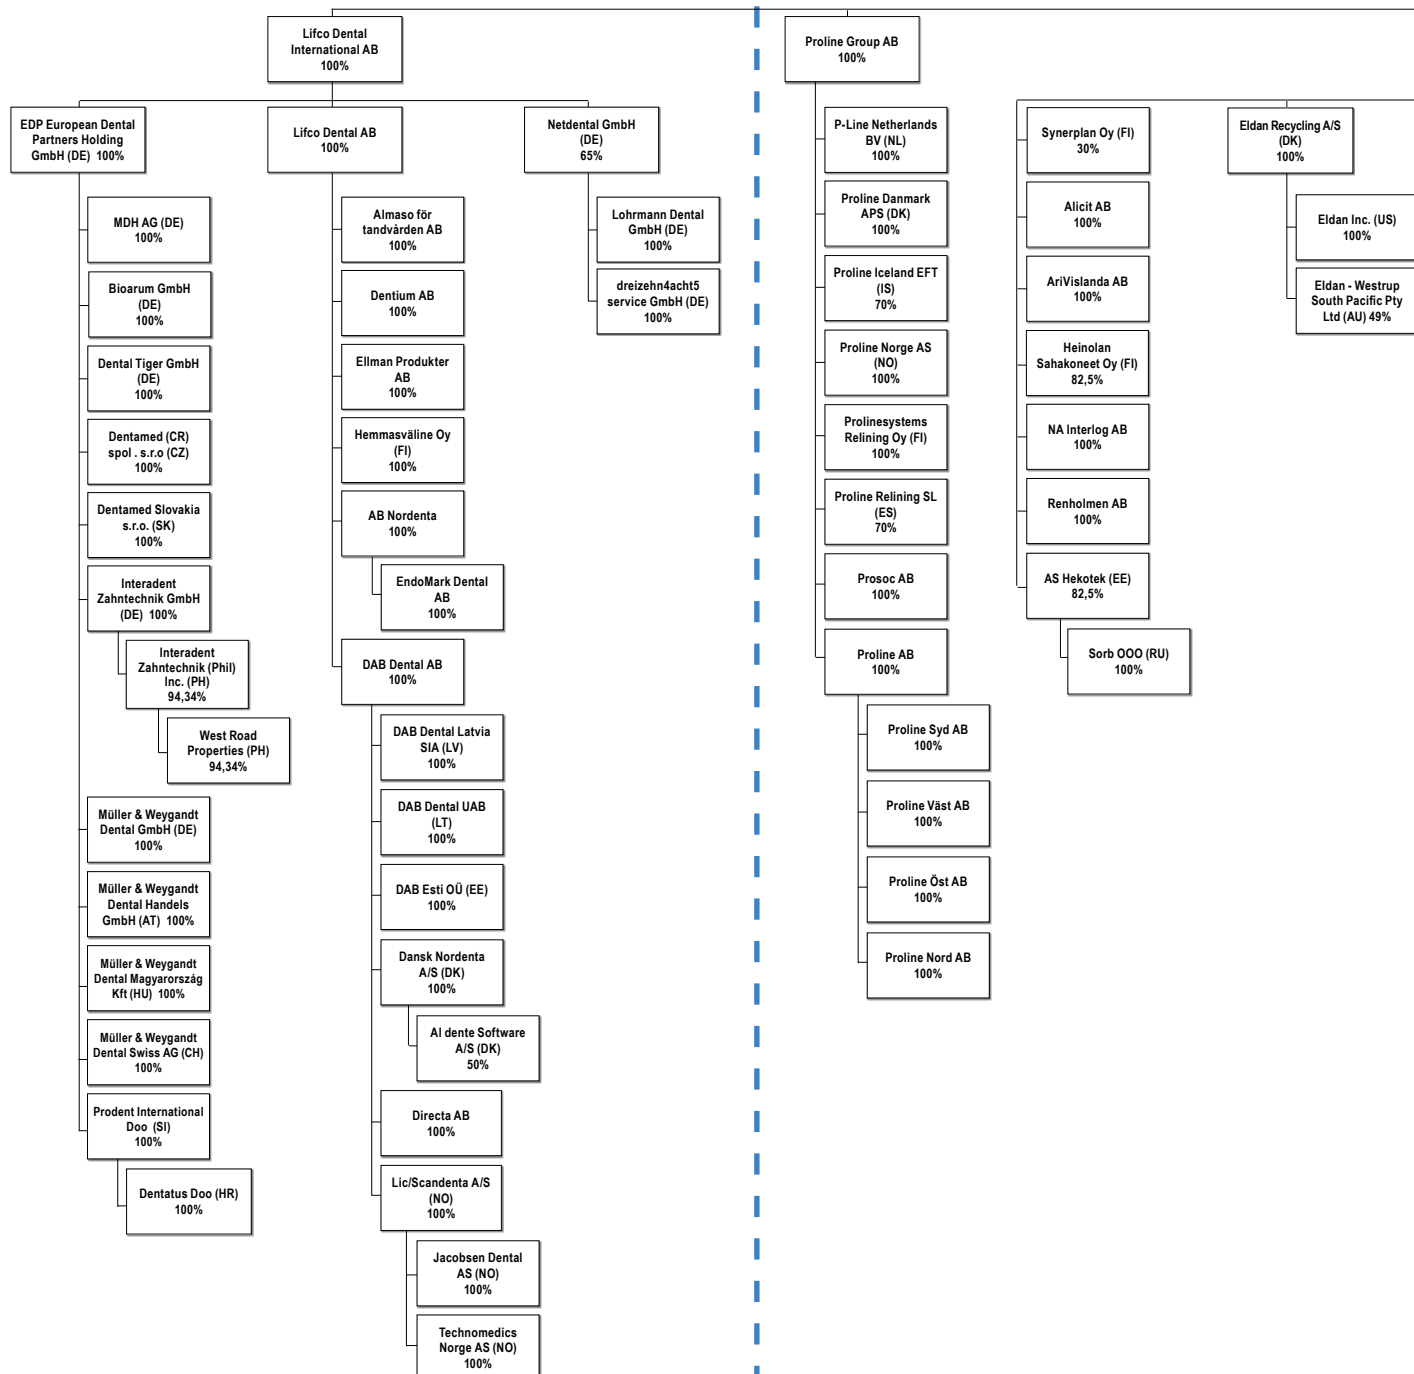 Lifco Dental
International AB
100%
EDP European Dental
Partners Holding
GmbH (DE) 100%
MDH AG (DE)
100%
Bioarum GmbH
(DE)
100%
Dental Tiger GmbH
(DE)
100%
Dentamed (CR)
spol . s.r.o (CZ)
100%
Dentamed Slovakia
s.r.o. (SK)
100%
Interadent
Zahntechnik GmbH
(DE) 100%
Interadent
Zahntechnik (Phil)
Inc. (PH)
94,34%
West Road
Properties (PH)
94,34%
Müller & Weygandt
Dental GmbH (DE)
100%
Müller & Weygandt
Dental Handels
GmbH (AT) 100%
Müller & Weygandt
Dental Magyarország
Kft (HU) 100%
Müller & Weygandt
Dental Swiss AG (CH)
100%
Prodent International
Doo (SI)
100%
Dentatus Doo (HR)
100%
Lifco Dental AB
100%
Almaso för
tandvården AB
100%
Dentium AB
100%
Ellman Produkter
AB
100%
Hemmasväline Oy
(FI)
100%
AB Nordenta
100%
EndoMark Dental
AB
100%
DAB Dental AB
100%
DAB Dental Latvia
SIA (LV)
100%
DAB Dental UAB
(LT)
100%
DAB Esti OÜ (EE)
100%
Dansk Nordenta
A/S (DK)
100%
Al dente Software
A/S (DK)
50%
Directa AB
100%
Lic/Scandenta A/S
(NO)
100%
Jacobsen Dental
AS (NO)
100%
Technomedics
Norge AS (NO)
100%
Netdental GmbH
(DE)
65%
Lohrmann Dental
GmbH (DE)
100%
dreizehn4acht5
service GmbH (DE)
100%
Proline Group AB
100%
P-Line Netherlands
BV (NL)
100%
Proline Danmark
APS (DK)
100%
Proline Iceland EFT
(IS)
70%
Proline Norge AS
(NO)
100%
Prolinesystems
Relining Oy (FI)
100%
Proline Relining SL
(ES)
70%
Prosoc AB
100%
Proline AB
100%
Proline Syd AB
100%
Proline Väst AB
100%
Proline Öst AB
100%
Proline Nord AB
100%
Synerplan Oy (FI)
30%
Alicit AB
100%
AriVislanda AB
100%
Heinolan
Sahakoneet Oy (FI)
82,5%
NA Interlog AB
100%
Renholmen AB
100%
AS Hekotek (EE)
82,5%
Sorb OOO (RU)
100%
Eldan Recycling A/S
(DK)
100%
Eldan Inc. (US)
100%
Eldan - Westrup
South Pacific Pty
Ltd (AU) 49%